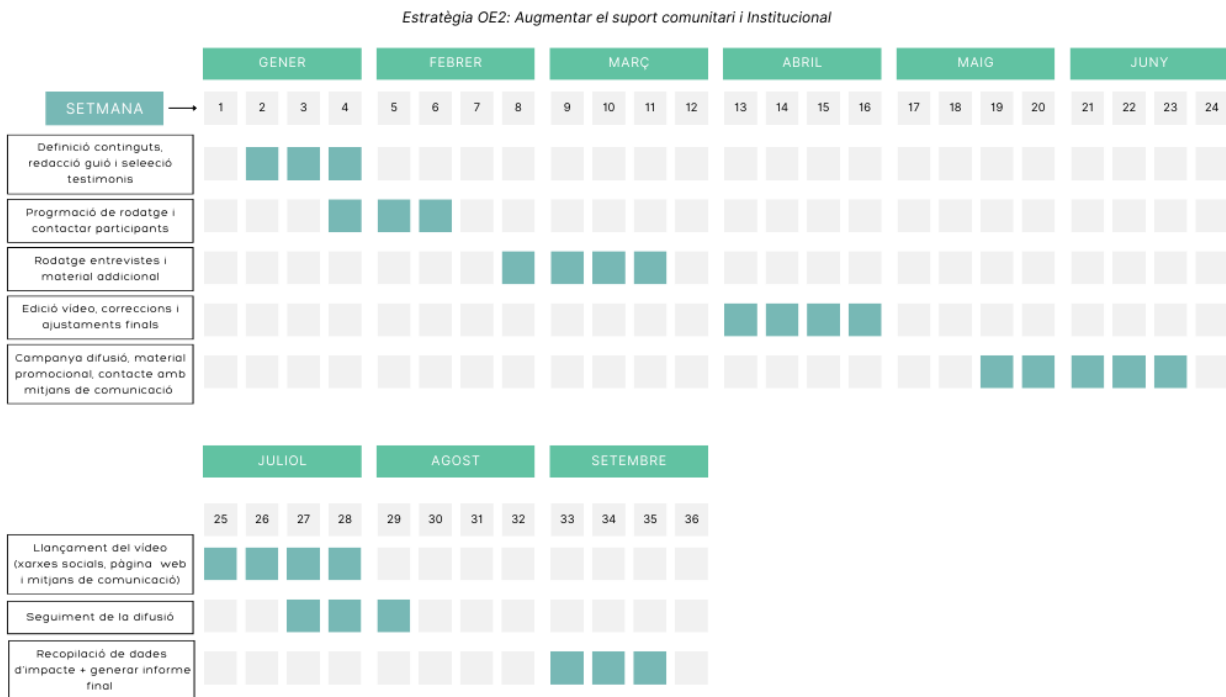 Estratègia OE2: Augmentar el suport comunitari i Institucional
GENER FEBRER MARÇ ABRIL MAIG JUNY
SETMANA 1 2 3 4 5 6 7 8 9 10 11 12 13 14 15 16 17 18 19 20 21 22 23 24
Definició continguts,
redacció guió i seleeció
testimonis
Progrmació de rodatge i
contactar participants
Rodatge entrevistes i
material addicional
Edició vídeo, correccions i
ajustaments finals
Campanya difusió, material
promocional, contacte amb
mitjans de comunicació
JULIOL AGOST SETEMBRE
25 26 27 28 29 30 31 32 33 34 35 36
Llançament del vídeo
(xarxes socials, pàgina web
i mitjans de comunicació)
Seguiment de la difusió
Recopilació de dades
d'impacte + generar informe
final